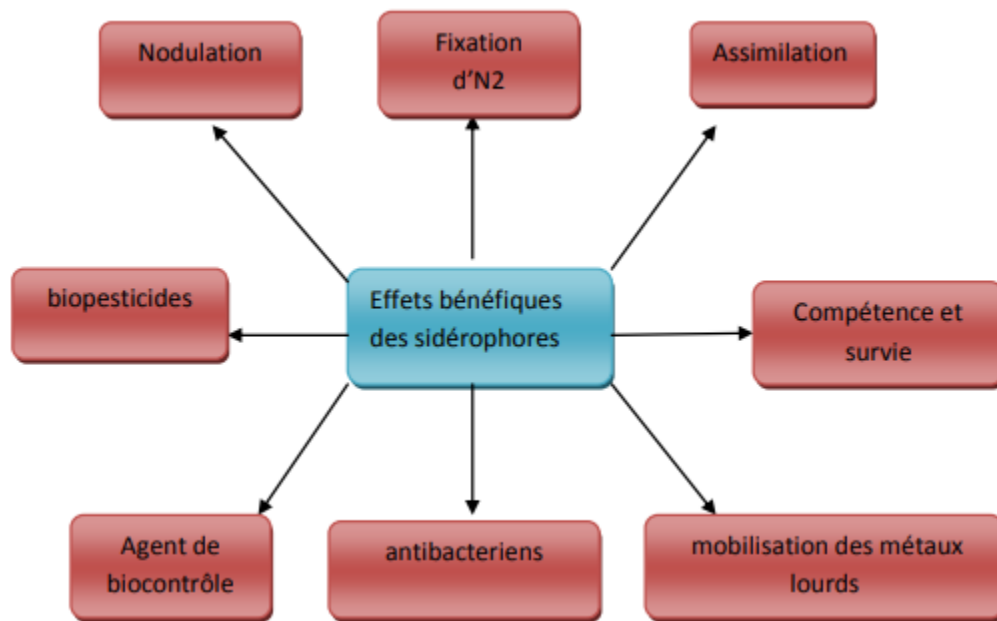 Nodulation
Fixation
d'N2
Assimilation
biopesticides
Effets bénéfiques
des sidérophores
Compétence et
survie
Agent de
biocontrôle
antibacteriens
mobilisation des métaux
lourds